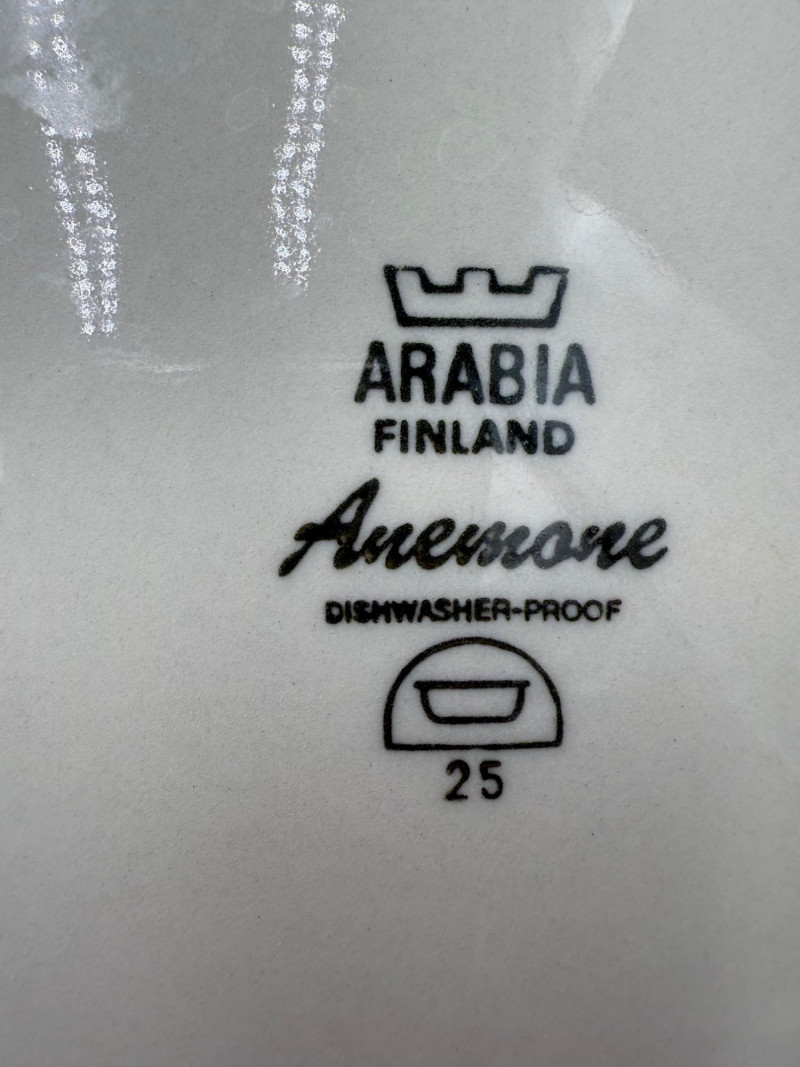 ARABIA
FINLAND
Anemone
DISHWASHER-PROOF
25